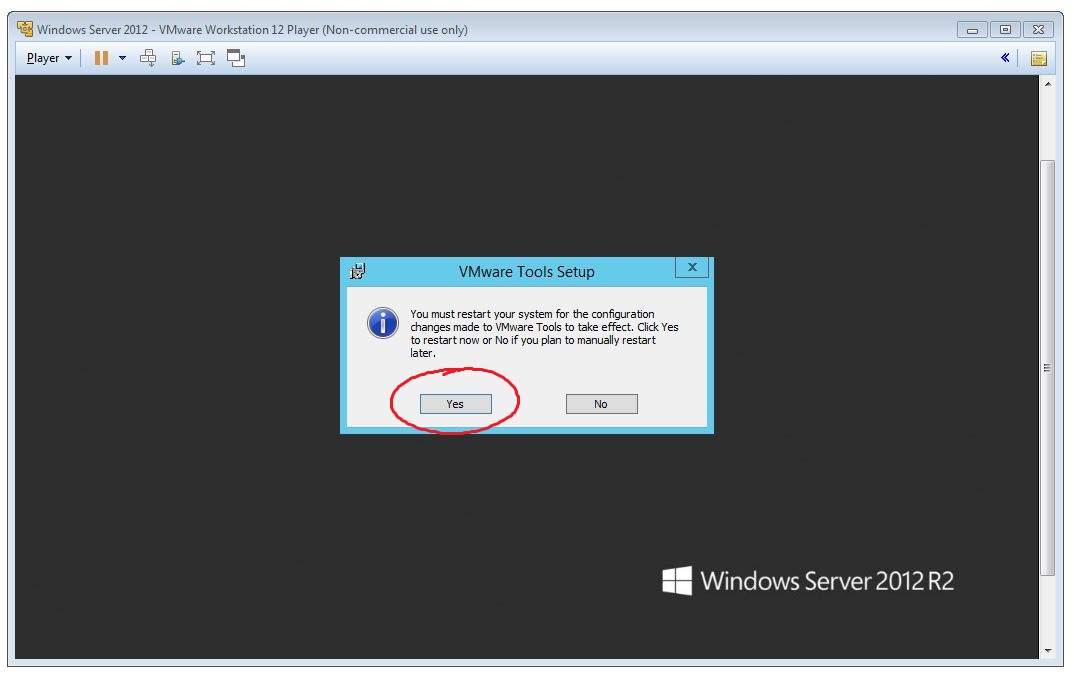 Windows Server 2012 - VMware Workstation 12 Player (Non-commercial use only)
Player
VMware Tools Setup
You must restart your system for the configuration
changes made to VMware Tools to take effect. Click Yes
to restart now or No if you plan to manually restart
later.
Yes No
Windows Server 2012 R2